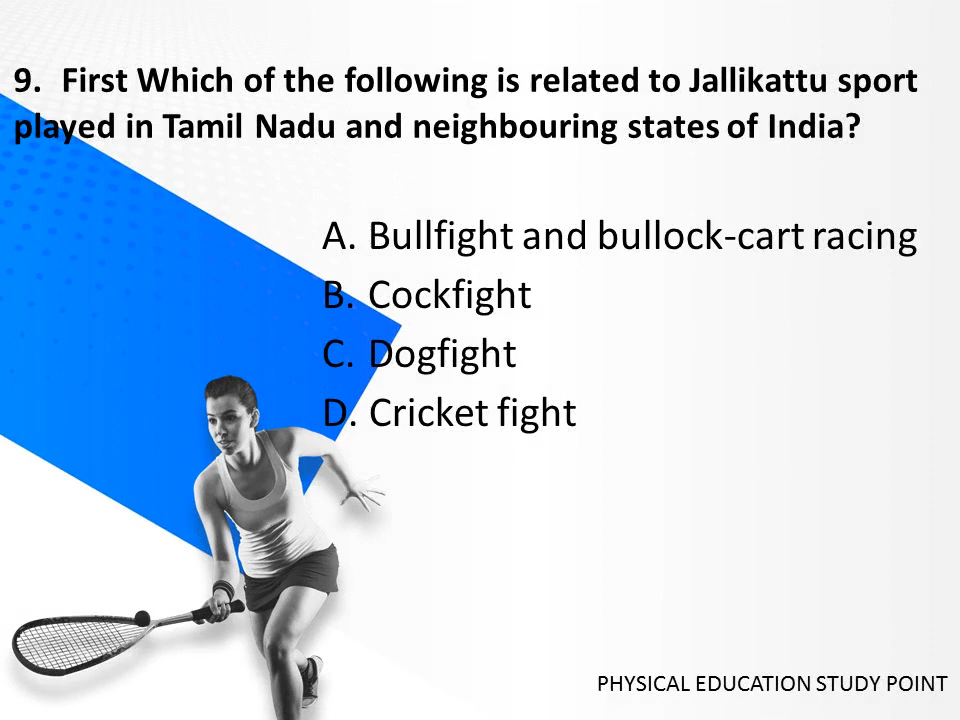 9. First Which of the following is related to Jallikattu sport
played in Tamil Nadu and neighbouring states of India?
A. Bullfight and bullock-cart racing
B. Cockfight
C. Dogfight
D. Cricket fight
PHYSICAL EDUCATION STUDY POINT